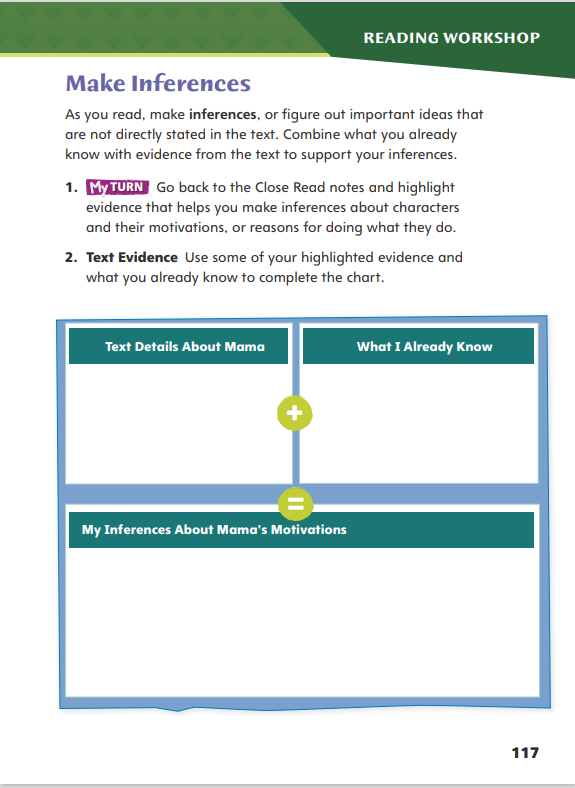 READING WORKSHOP
Make Inferences
As you read, make inferences, or figure out important ideas that
are not directly stated in the text. Combine what you already
know with evidence from the text to support your inferences.
1. My TURN Go back to the Close Read notes and highlight
evidence that helps you make inferences about characters
and their motivations, or reasons for doing what they do.
2. Text Evidence Use some of your highlighted evidence and
what you already know to complete the chart.
Text Details About Mama
What I Already Know
+
=
My Inferences About Mama's Motivations
117